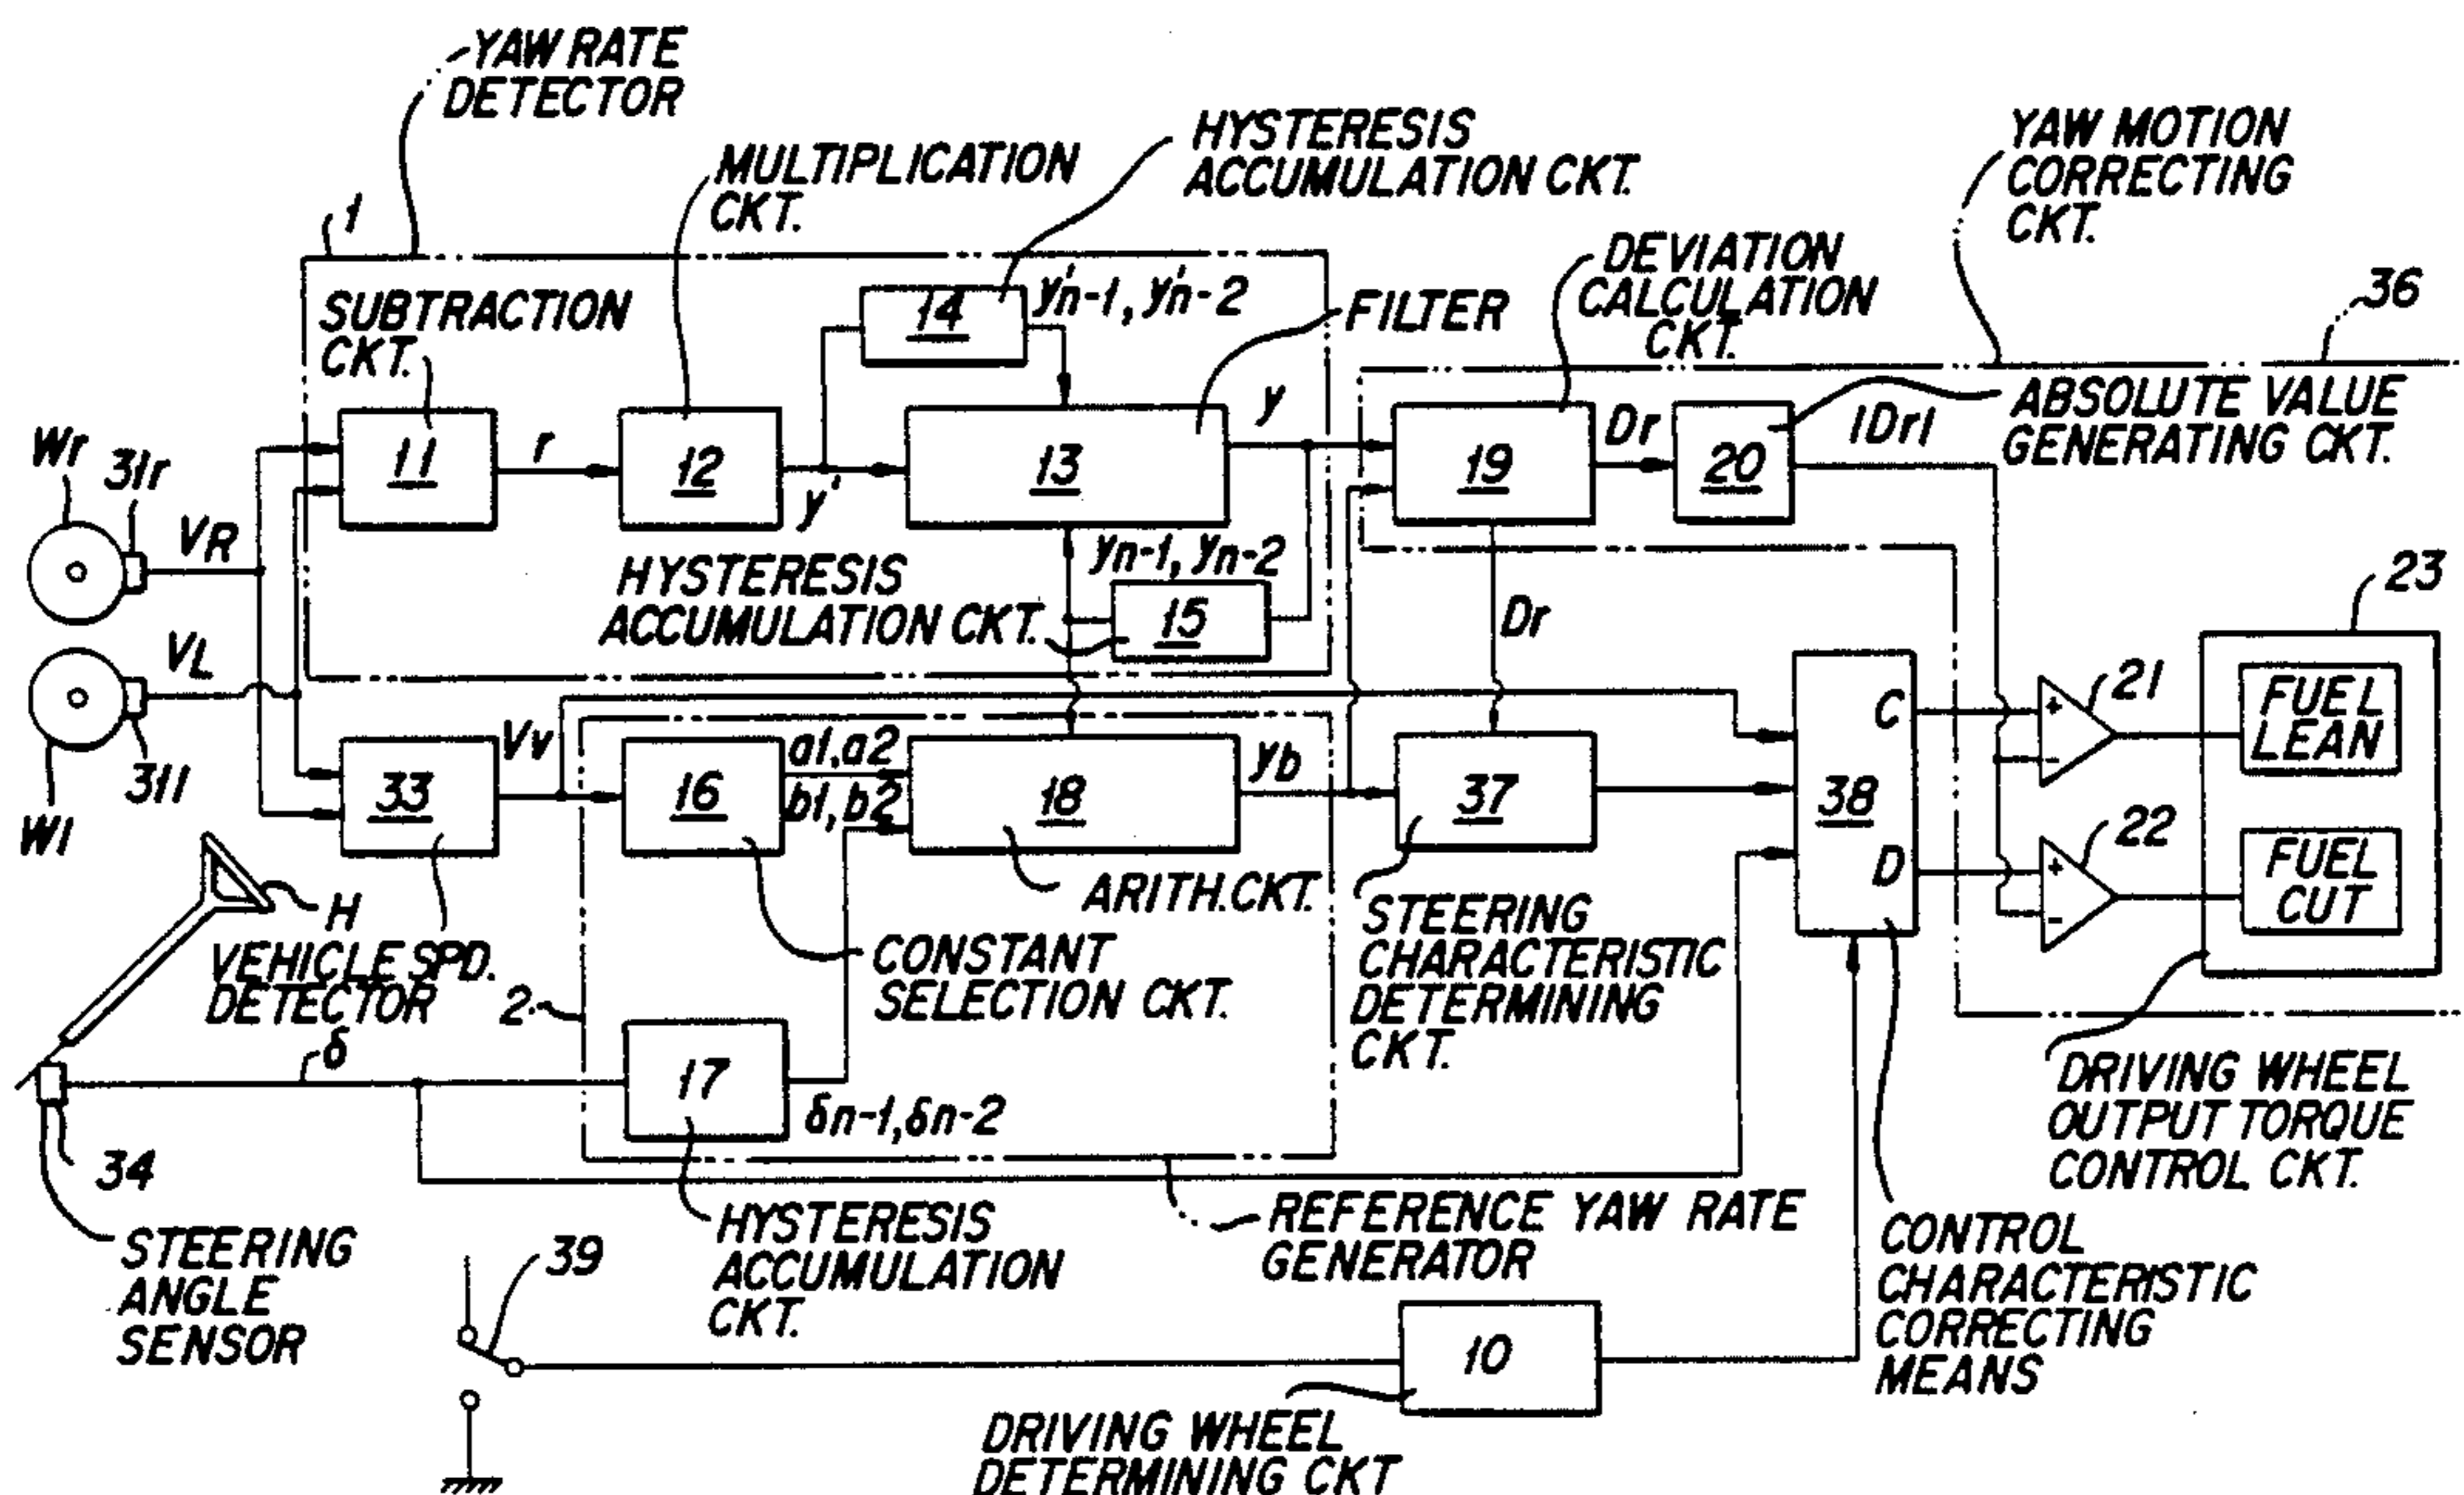 YAW RATE
DETECTOR
1
MULTIPLICATION
CKT.
HYSTERESIS
ACCUMULATION CKT.
YAW MOTION
CORRECTING
CKT.
36
SUBTRACTION
CKT.
14
y'n-1, y'n-2
FILTER
DEVIATION
CALCULATION
CKT.
ABSOLUTE VALUE
GENERATING CKT.
Wr
31r
VR
11
r
12
y'
13
y
19
Dr
20
|Dr|
HYSTERESIS
ACCUMULATION CKT.
yn-1, yn-2
15
Dr
23
VL
31l
Wl
33
Vv
16
a1, a2
b1, b2
18
yb
37
38
C
D
21
22
FUEL
LEAN
FUEL
CUT
H
VEHICLE SPD.
DETECTOR
ARITH. CKT.
CONSTANT
SELECTION CKT.
STEERING
CHARACTERISTIC
DETERMINING
CKT.
2
δ
17
δn-1, δn-2
34
STEERING
ANGLE
SENSOR
HYSTERESIS
ACCUMULATION
CKT.
REFERENCE YAW RATE
GENERATOR
DRIVING WHEEL
OUTPUT TORQUE
CONTROL CKT.
CONTROL
CHARACTERISTIC
CORRECTING
MEANS
39
10
DRIVING WHEEL
DETERMINING CKT
+
-
+
-